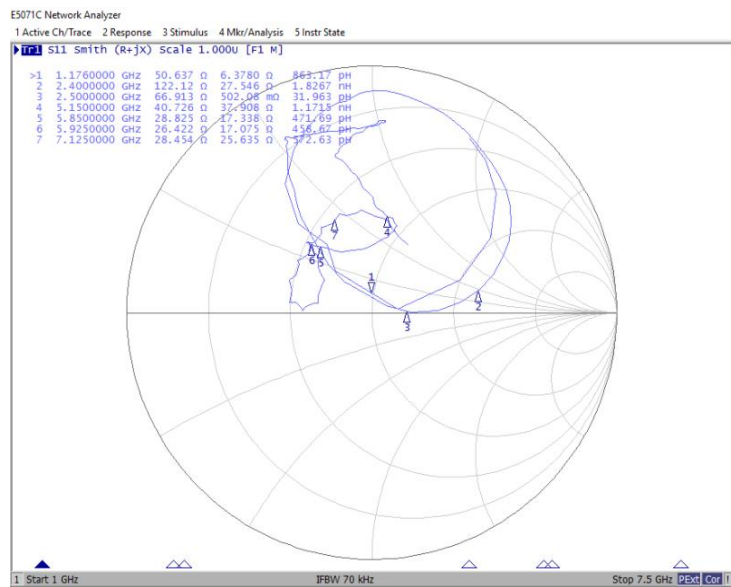 E5071C Network Analyzer
1 Active Ch/Trace 2 Response 3 Stimulus 4 Mkr/Analysis 5 Instr State
Tr1 S11 Smith (R+jX) Scale 1.000U [F1 M]
>1 1.1760000 GHz 50.637 Ω 6.3780 Ω 863.17 pH
2 2.4000000 GHz 122.12 Ω 27.546 Ω 1.8267 nH
3 2.5000000 GHz 66.913 Ω 502.08 mΩ 31.963 pH
4 5.1500000 GHz 40.726 Ω 37.908 Ω 1.1715 nH
5 5.8500000 GHz 28.825 Ω 17.338 Ω 471.69 pH
6 5.9250000 GHz 26.422 Ω 17.075 Ω 458.67 pH
7 7.1250000 GHz 28.454 Ω 25.635 Ω 572.63 pH
7
4
6
5
1
2
3
1 Start 1 GHz IFBW 70 kHz Stop 7.5 GHz PExt Cor !